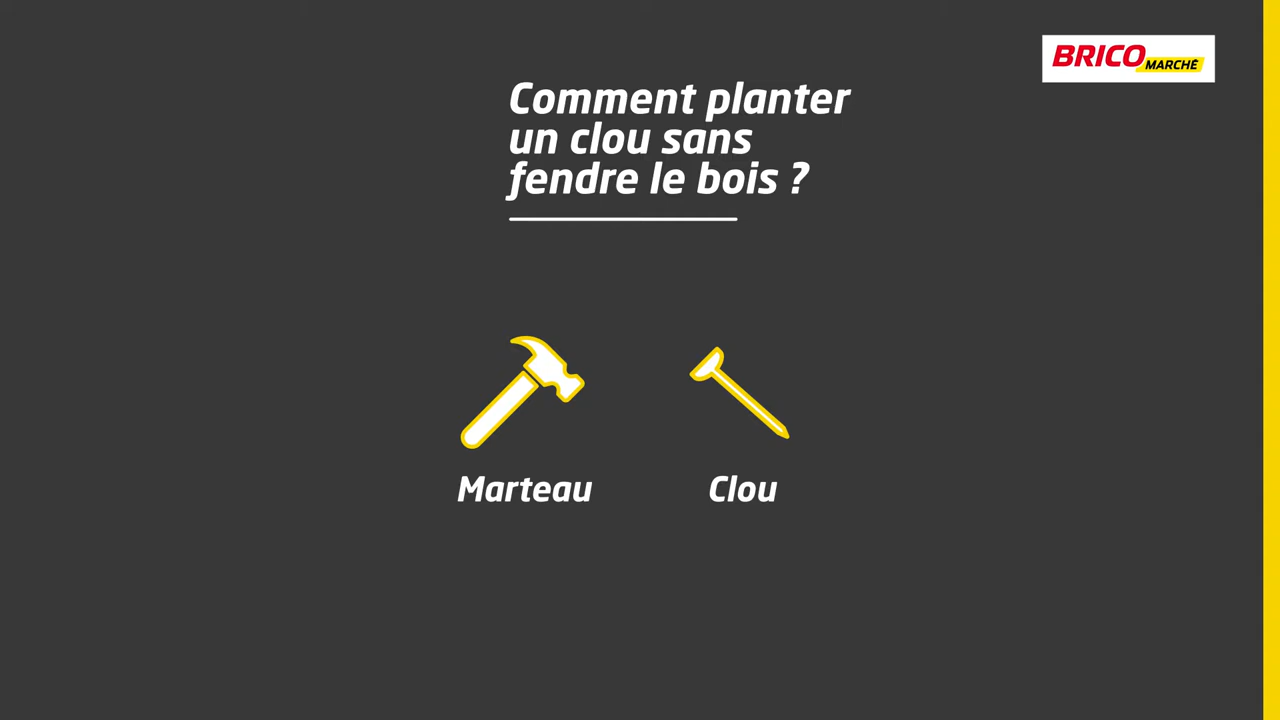 BRICO
MARCHÉ
Comment planter
un clou sans
fendre le bois ?
Marteau
Clou